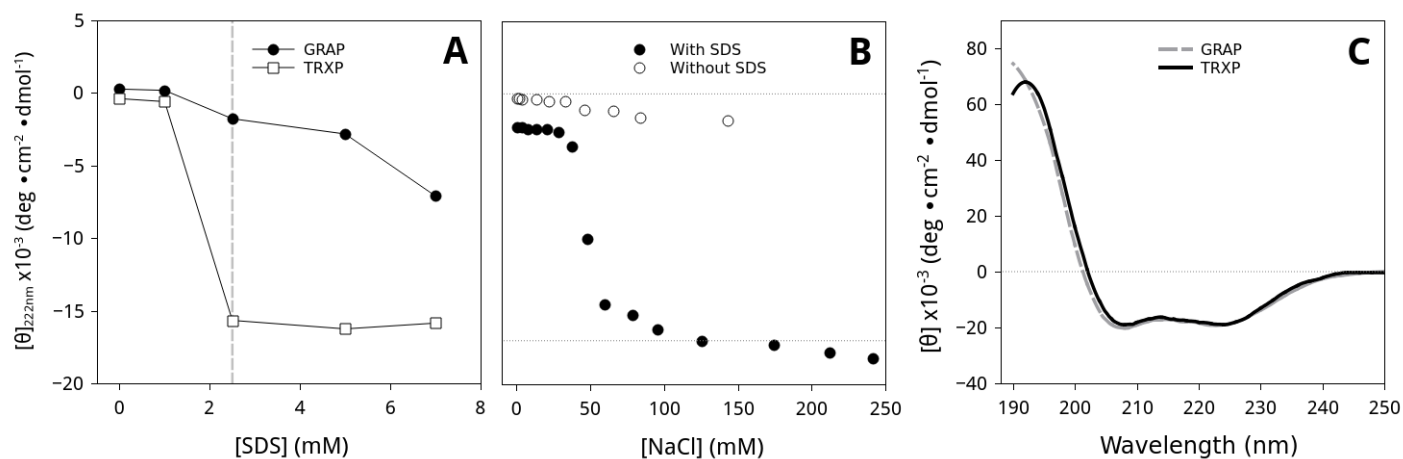 A
GRAP
TRXP
5
0
−5
−10
−15
−20
0
2
4
6
8
[θ]222nm x10-3 (deg •cm-2 •dmol-1)
[SDS] (mM)
B
With SDS
Without SDS
0
50
100
150
200
250
[NaCl] (mM)
C
GRAP
TRXP
80
60
40
20
0
−20
−40
190
200
210
220
230
240
250
[θ] x10-3 (deg •cm-2 •dmol-1)
Wavelength (nm)